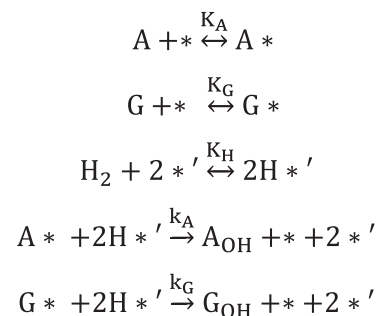 A +∗ K_A ↔ A ∗
G +∗ K_G ↔ G ∗
H₂ + 2 ∗ ′ K_H ↔ 2H ∗ ′
A ∗ +2H ∗ ′ k_A → A_OH + ∗ +2 ∗ ′
G ∗ +2H ∗ ′ k_G → G_OH + ∗ +2 ∗ ′